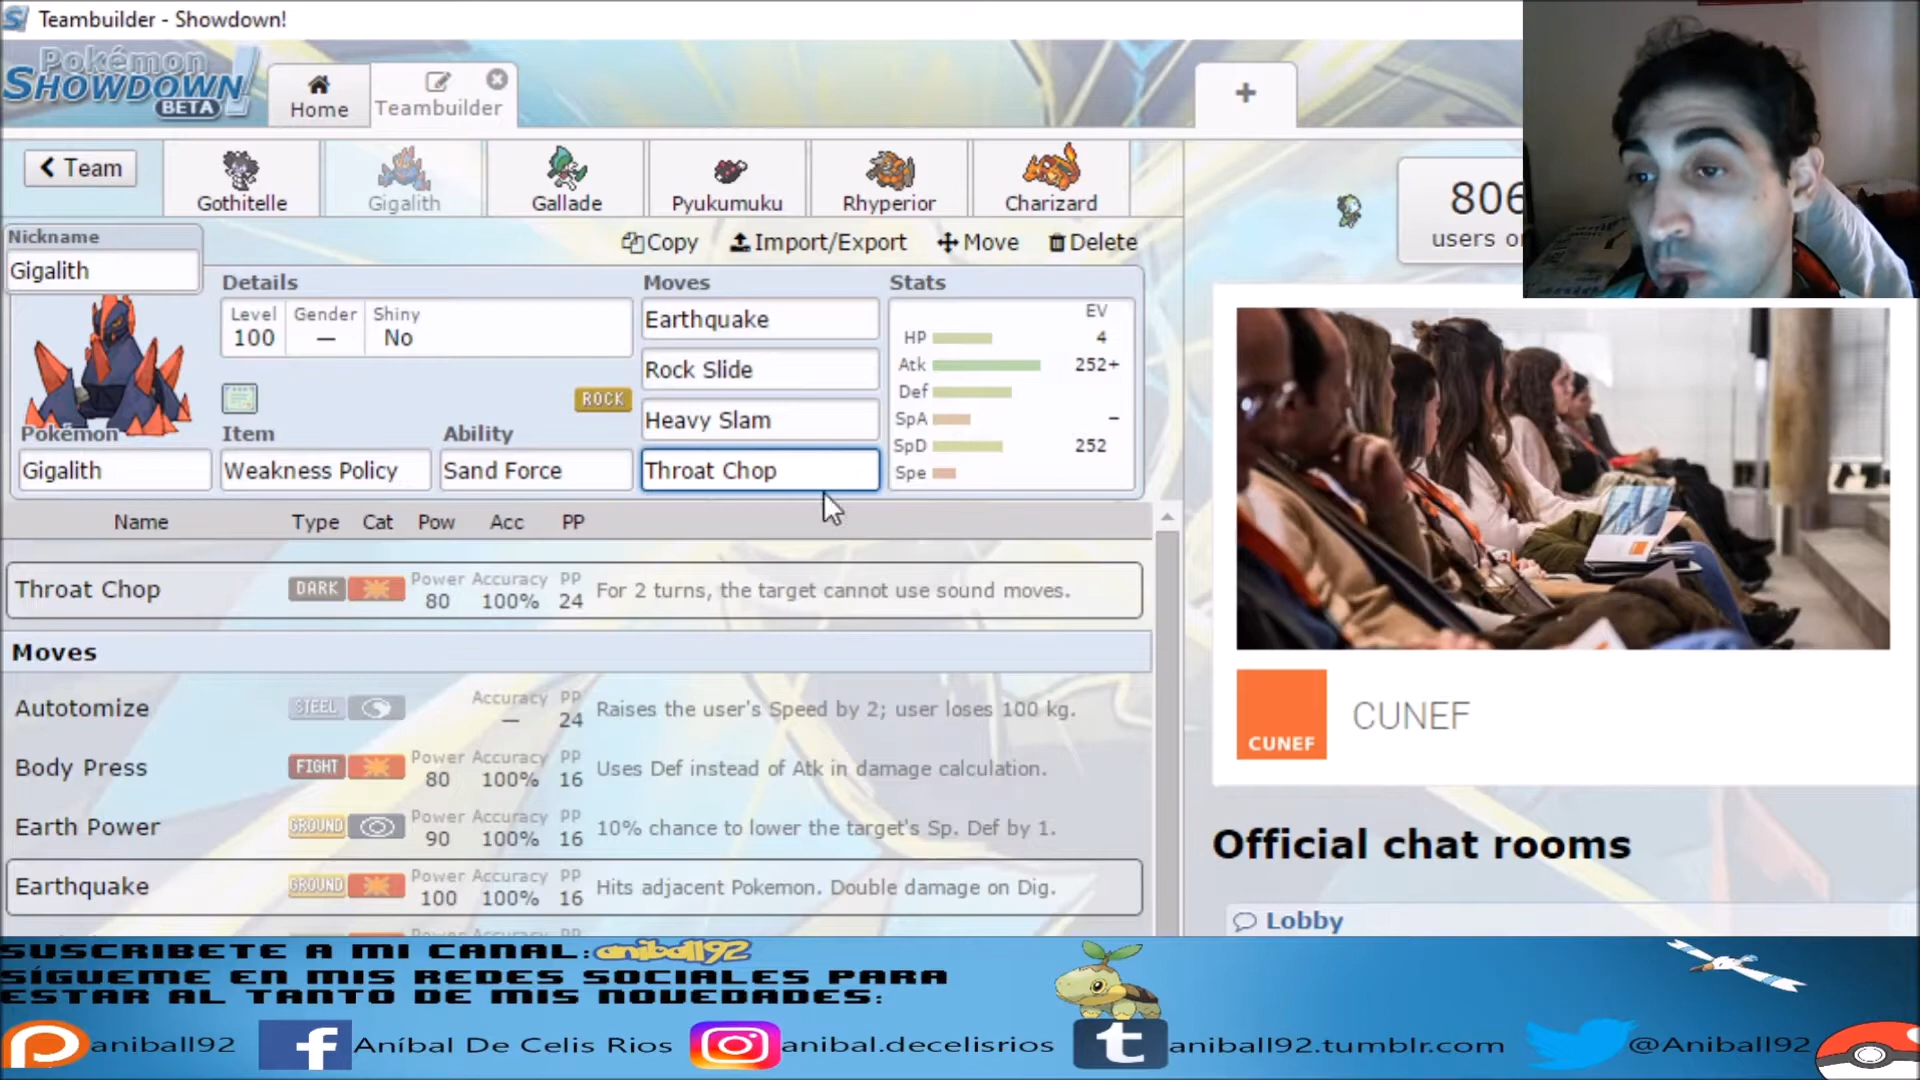 Teambuilder - Showdown!
Pokémon
SHOWDOWN!
BETA
Home
Teambuilder
+
Team
Gothitelle
Gigalith
Gallade
Pyukumuku
Rhyperior
Charizard
806
Nickname
Gigalith
Copy
Import/Export
Move
Delete
Details
Level
100
Gender
—
Shiny
No
ROCK
Pokémon
Gigalith
Item
Weakness Policy
Ability
Sand Force
Moves
Earthquake
Rock Slide
Heavy Slam
Throat Chop
Stats
EV
HP 4
Atk 252+
Def
SpA –
SpD 252
Spe
Name Type Cat Pow Acc PP
Throat Chop DARK Power 80 Accuracy 100% PP 24 For 2 turns, the target cannot use sound moves.
Moves
Autotomize STEEL Accuracy — PP 24 Raises the user's Speed by 2; user loses 100 kg.
Body Press FIGHT Power 80 Accuracy 100% PP 16 Uses Def instead of Atk in damage calculation.
Earth Power GROUND Power 90 Accuracy 100% PP 16 10% chance to lower the target's Sp. Def by 1.
Earthquake GROUND Power 100 Accuracy 100% PP 16 Hits adjacent Pokemon. Double damage on Dig.
users
CUNEF
CUNEF
Official chat rooms
Lobby
SUSCRIBETE A MI CANAL: aniball92
SÍGUEME EN MIS REDES SOCIALES PARA
ESTAR AL TANTO DE MIS NOVEDADES:
aniball92
Aníbal De Celis Rios
anibal.decelisrios
aniball92.tumblr.com
@Aniball92